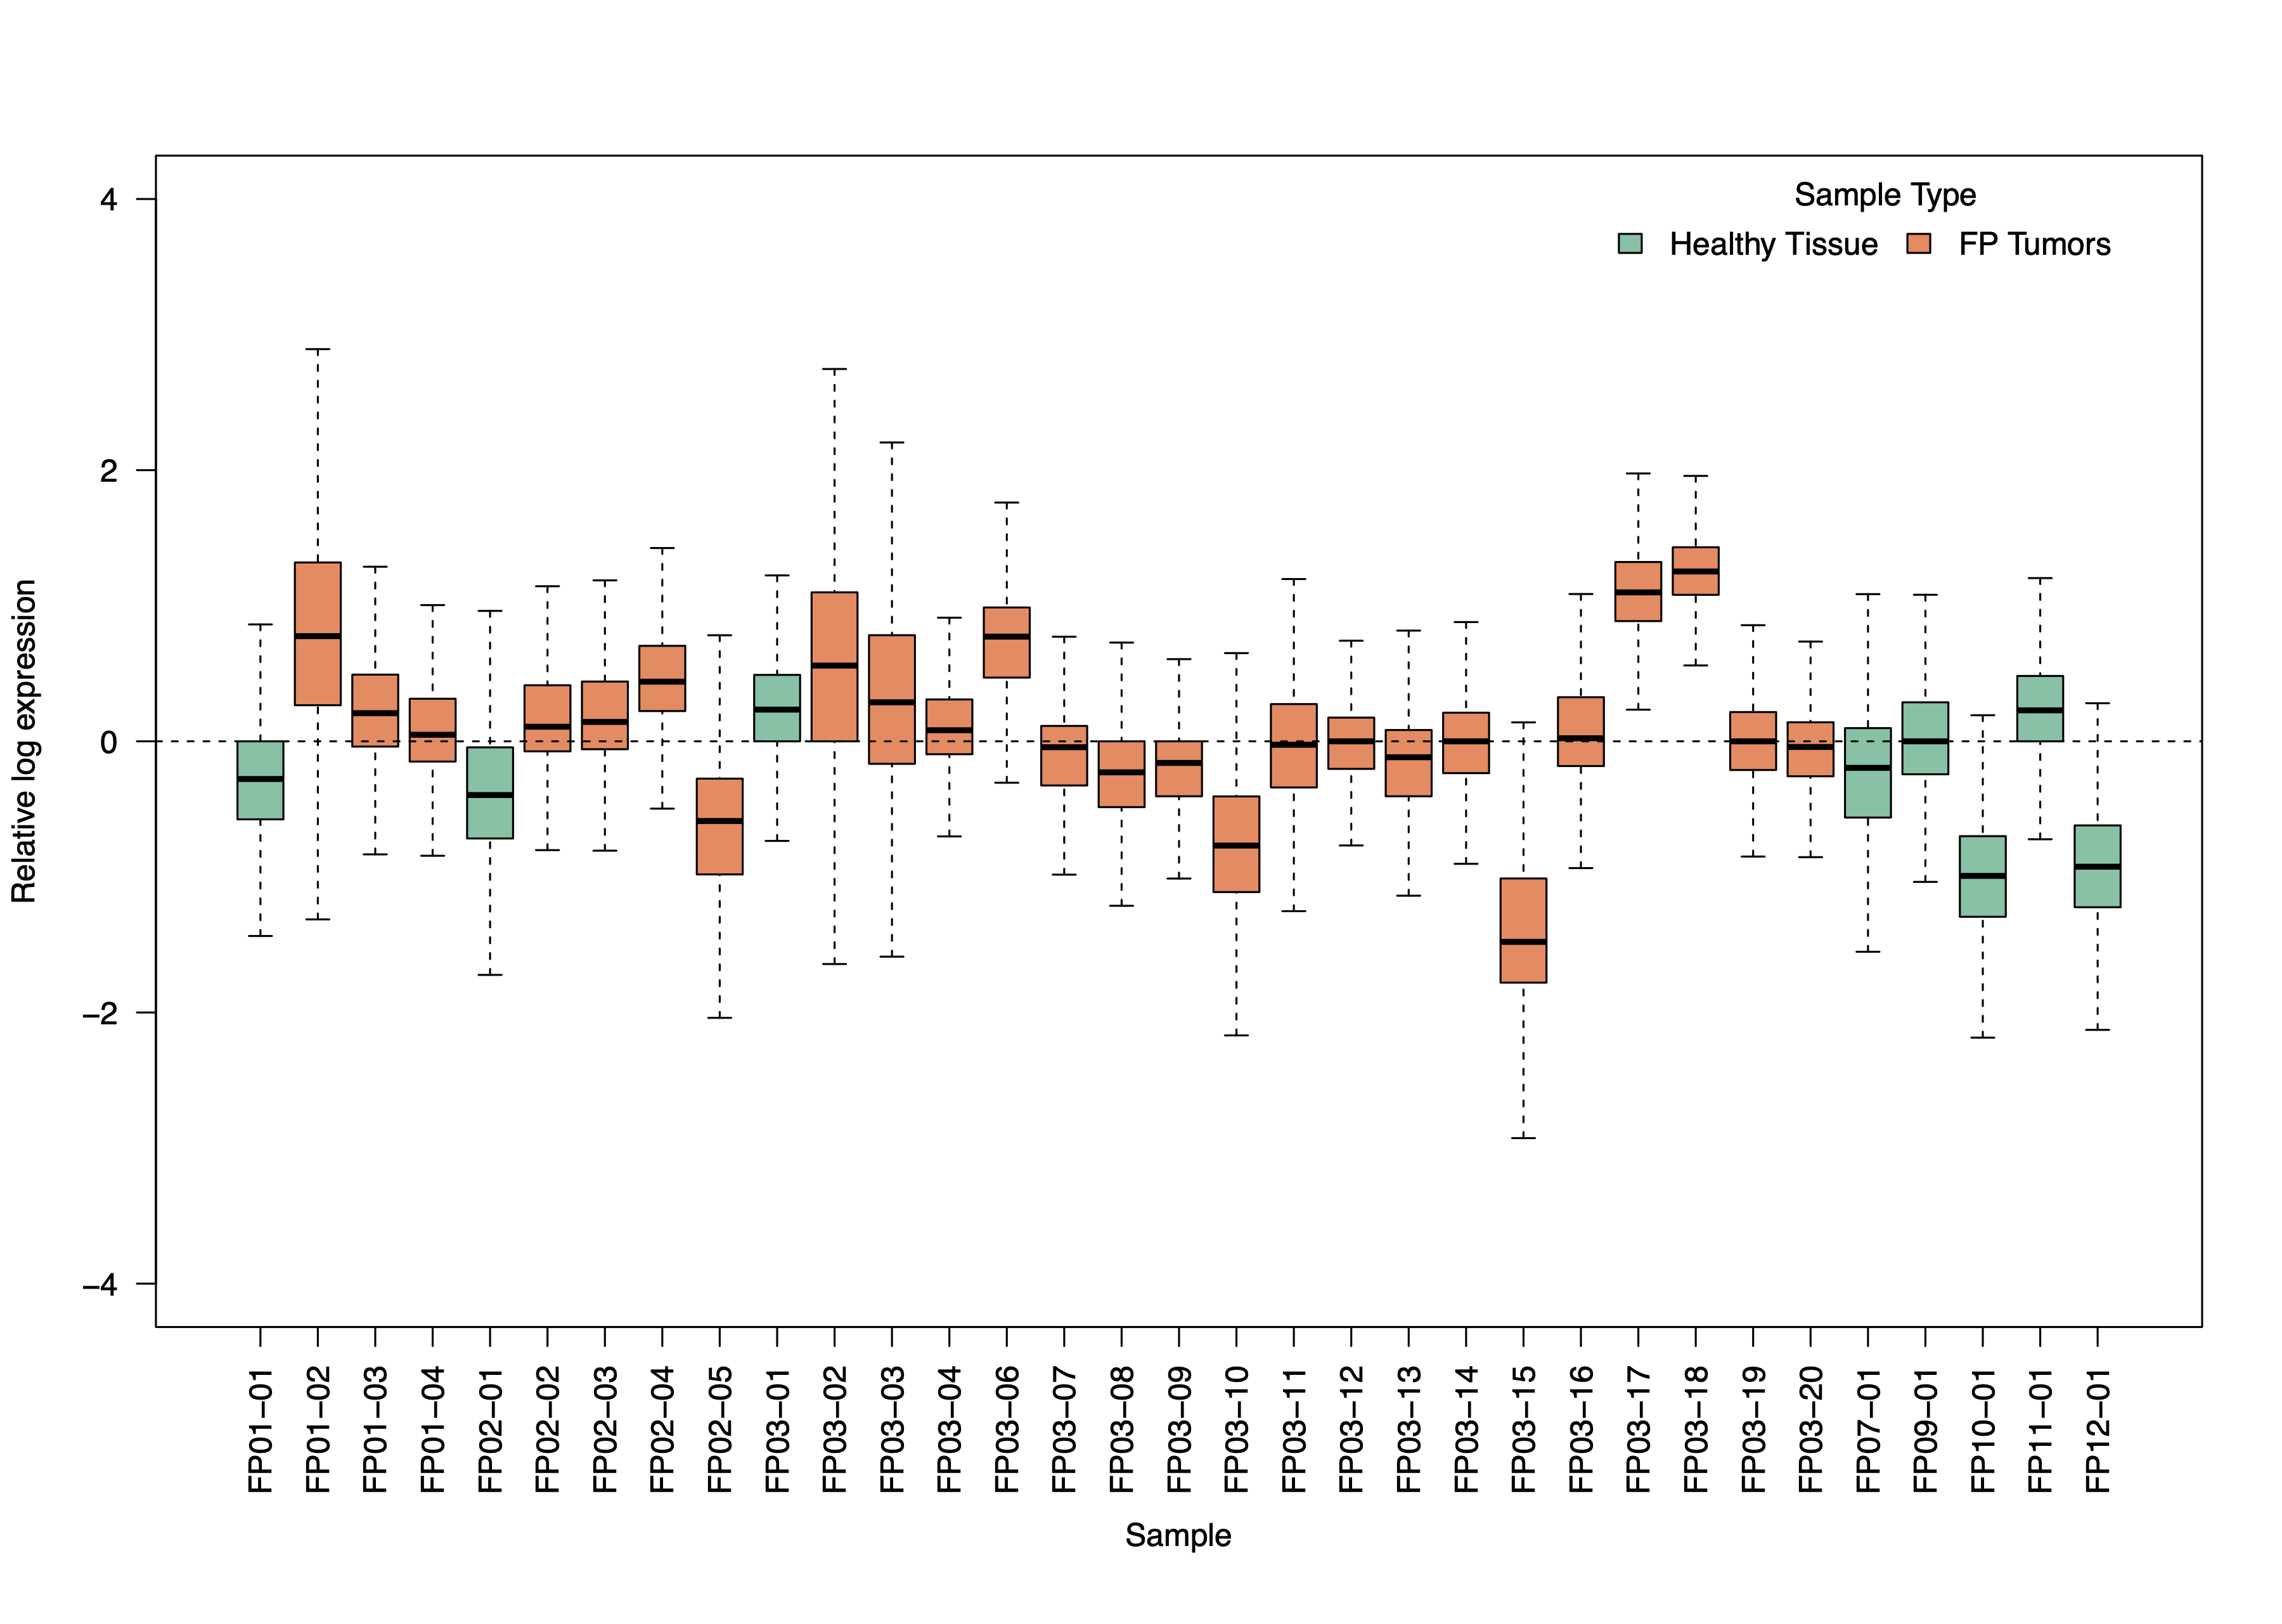 Sample Type
Healthy Tissue FP Tumors
Relative log expression
4
2
0
−2
−4
FP01−01
FP01−02
FP01−03
FP01−04
FP02−01
FP02−02
FP02−03
FP02−04
FP02−05
FP03−01
FP03−02
FP03−03
FP03−04
FP03−06
FP03−07
FP03−08
FP03−09
FP03−10
FP03−11
FP03−12
FP03−13
FP03−14
FP03−15
FP03−16
FP03−17
FP03−18
FP03−19
FP03−20
FP07−01
FP09−01
FP10−01
FP11−01
FP12−01
Sample